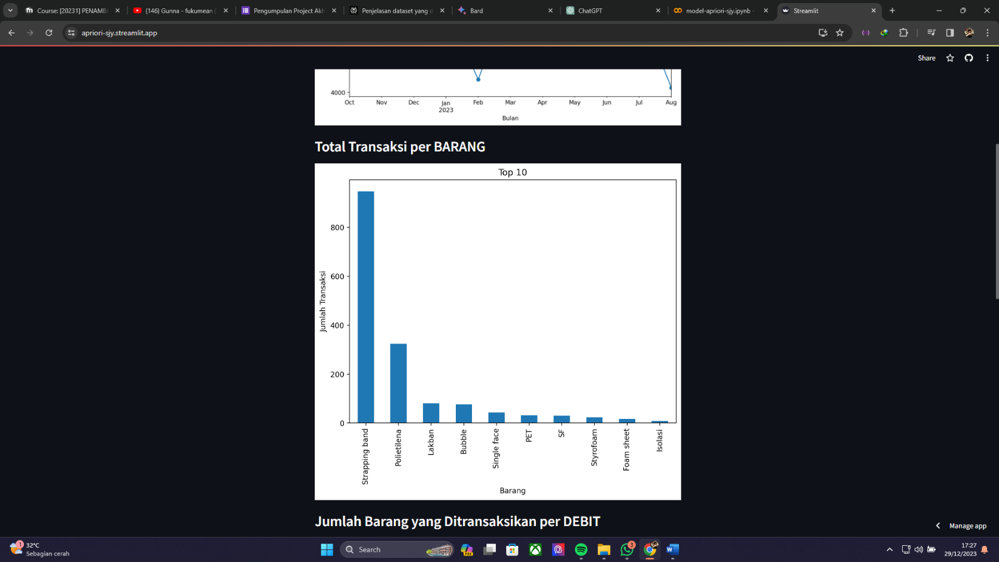 Course: [20231] PENAMBA
(146) Gunna - fukumean (
Pengumpulan Project Akh
Penjelasan dataset yang d
Bard
ChatGPT
model-apriori-sjy.ipynb -
Streamlit
apriori-sjy.streamlit.app
Share
4000
Oct Nov Dec Jan Feb Mar Apr May Jun Jul Aug
2023
Bulan
Total Transaksi per BARANG
Top 10
Jumlah Transaksi
800
600
400
200
0
Strapping band
Polietilena
Lakban
Bubble
Single face
PET
SF
Styrofoam
Foam sheet
Isolasi
Barang
Jumlah Barang yang Ditransaksikan per DEBIT
Manage app
1
32°C
Sebagian cerah
Search
PRE
3
17:27
29/12/2023